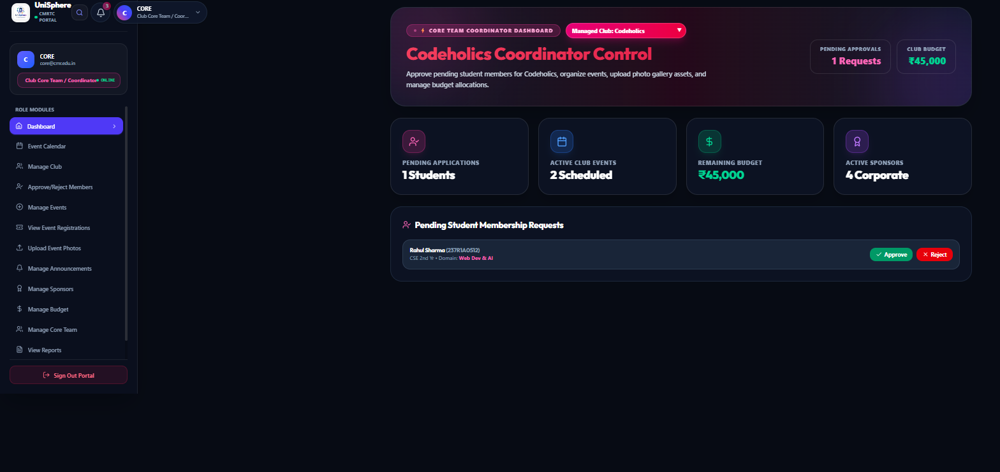 UniSphere
CMRTC
PORTAL
3
C
CORE
Club Core Team / Coor...
C
CORE
core@cmr.edu.in
Club Core Team / Coordinator
ONLINE
ROLE MODULES
Dashboard
Event Calendar
Manage Club
Approve/Reject Members
Manage Events
View Event Registrations
Upload Event Photos
Manage Announcements
Manage Sponsors
Manage Budget
Manage Core Team
View Reports
Sign Out Portal
CORE TEAM COORDINATOR DASHBOARD
Managed Club: Codeholics
Codeholics Coordinator Control
Approve pending student members for Codeholics, organize events, upload photo gallery assets, and
manage budget allocations.
PENDING APPROVALS
1 Requests
CLUB BUDGET
₹45,000
PENDING APPLICATIONS
1 Students
ACTIVE CLUB EVENTS
2 Scheduled
REMAINING BUDGET
₹45,000
ACTIVE SPONSORS
4 Corporate
Pending Student Membership Requests
Rahul Sharma (237R1A0512)
CSE 2nd Yr • Domain: Web Dev & AI
Approve
Reject